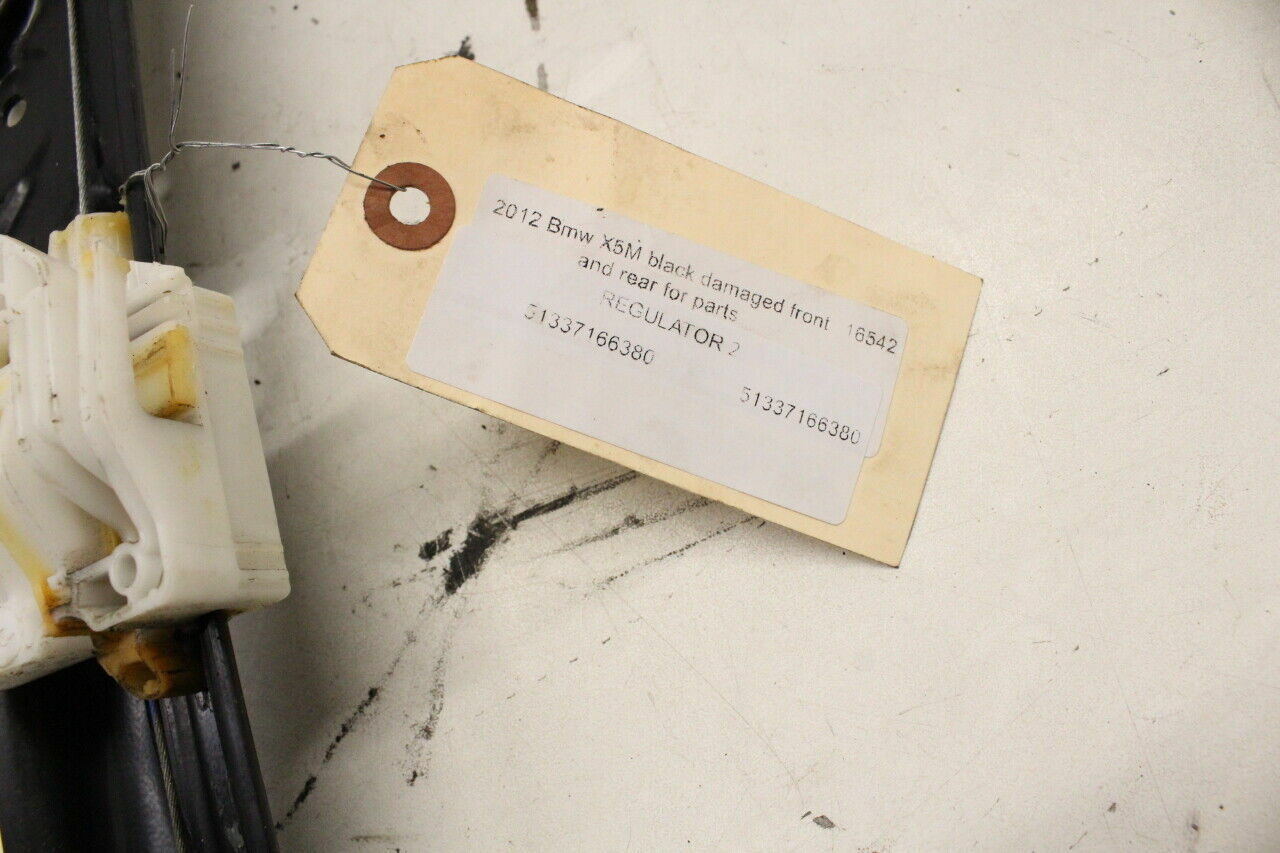 2012 Bmw X5M black damaged front 16542
and rear for parts
REGULATOR 2
51337166380
51337166380